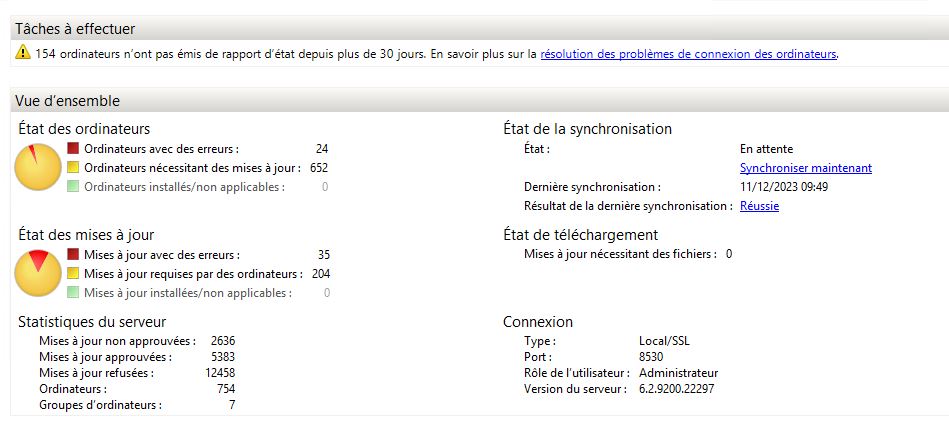 Tâches à effectuer
154 ordinateurs n’ont pas émis de rapport d’état depuis plus de 30 jours. En savoir plus sur la résolution des problèmes de connexion des ordinateurs.
Vue d’ensemble
État des ordinateurs
Ordinateurs avec des erreurs : 24
Ordinateurs nécessitant des mises à jour : 652
Ordinateurs installés/non applicables : 0
État des mises à jour
Mises à jour avec des erreurs : 35
Mises à jour requises par des ordinateurs : 204
Mises à jour installées/non applicables : 0
Statistiques du serveur
Mises à jour non approuvées : 2636
Mises à jour approuvées : 5383
Mises à jour refusées : 12458
Ordinateurs : 754
Groupes d’ordinateurs : 7
État de la synchronisation
État : En attente
Synchroniser maintenant
Dernière synchronisation : 11/12/2023 09:49
Résultat de la dernière synchronisation : Réussie
État de téléchargement
Mises à jour nécessitant des fichiers : 0
Connexion
Type : Local/SSL
Port : 8530
Rôle de l’utilisateur : Administrateur
Version du serveur : 6.2.9200.22297